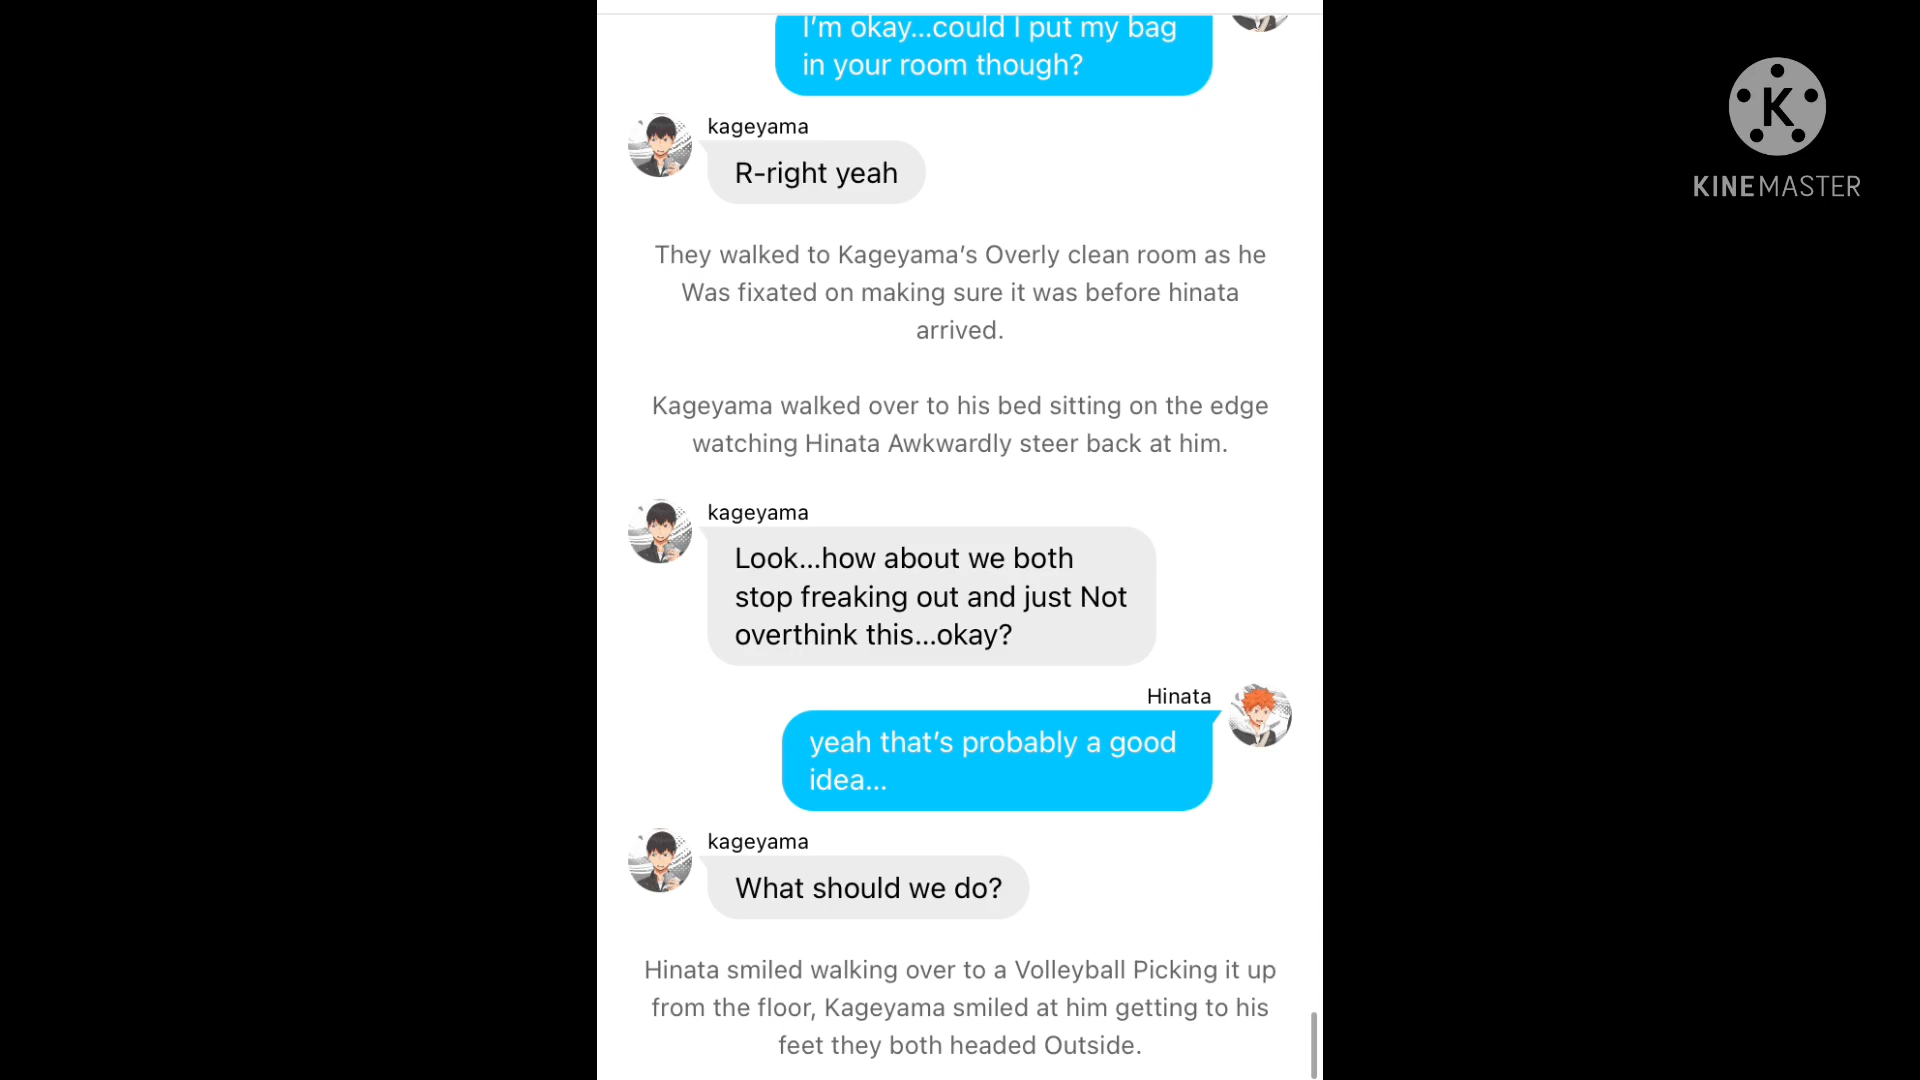 I'm okay...could I put my bag
in your room though?
kageyama
R-right yeah
They walked to Kageyama's Overly clean room as he
Was fixated on making sure it was before hinata
arrived.
Kageyama walked over to his bed sitting on the edge
watching Hinata Awkwardly steer back at him.
kageyama
Look...how about we both
stop freaking out and just Not
overthink this...okay?
Hinata
yeah that's probably a good
idea...
kageyama
What should we do?
Hinata smiled walking over to a Volleyball Picking it up
from the floor, Kageyama smiled at him getting to his
feet they both headed Outside.
K
KINEMASTER